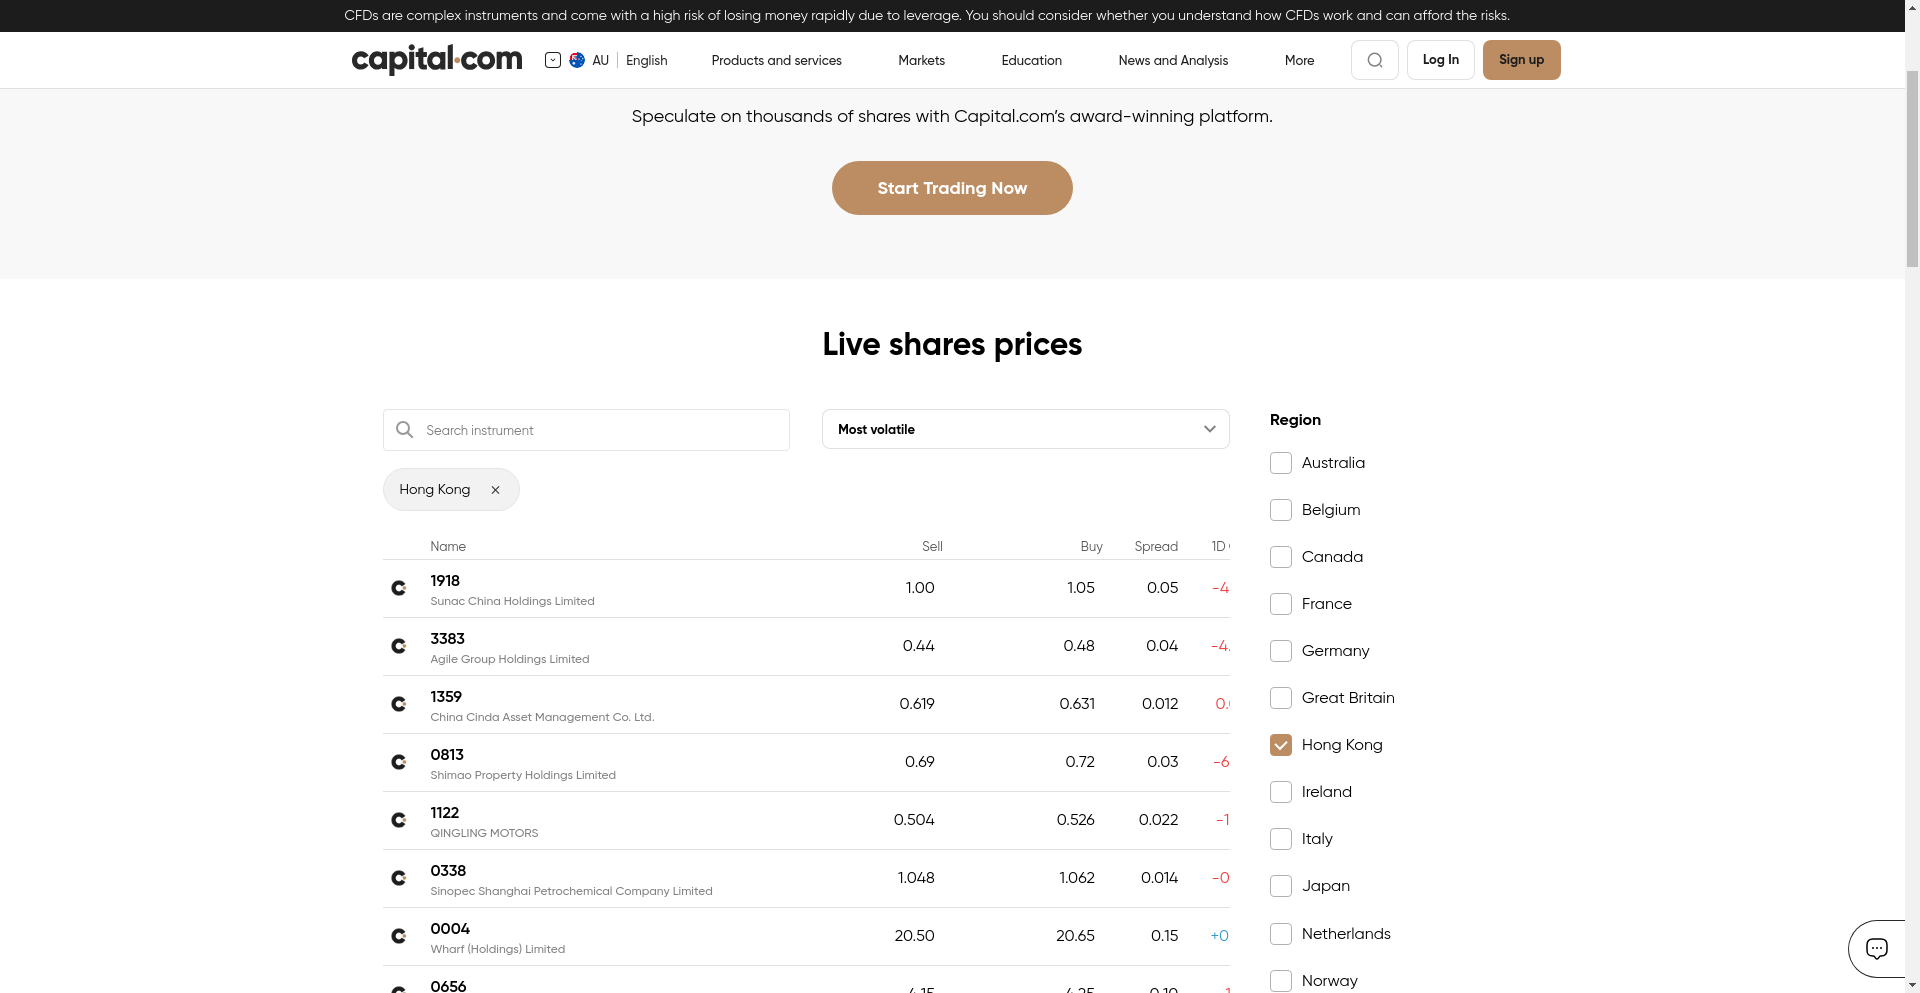 CFDs are complex instruments and come with a high risk of losing money rapidly due to leverage. You should consider whether you understand how CFDs work and can afford the risks.
capital.com AU English Products and services Markets Education News and Analysis More Log In Sign up
Speculate on thousands of shares with Capital.com’s award-winning platform.
Start Trading Now
Live shares prices
Search instrument
Most volatile
Hong Kong
Name Sell Buy Spread 1D
1918 1.00 1.05 0.05 -4
Sunac China Holdings Limited
3383 0.44 0.48 0.04 -4.
Agile Group Holdings Limited
1359 0.619 0.631 0.012 0.
China Cinda Asset Management Co. Ltd.
0813 0.69 0.72 0.03 -6
Shimao Property Holdings Limited
1122 0.504 0.526 0.022 -1
QINGLING MOTORS
0338 1.048 1.062 0.014 -0
Sinopec Shanghai Petrochemical Company Limited
0004 20.50 20.65 0.15 +0
Wharf (Holdings) Limited
0656 4.15 4.25 0.10
Region
Australia
Belgium
Canada
France
Germany
Great Britain
Hong Kong
Ireland
Italy
Japan
Netherlands
Norway